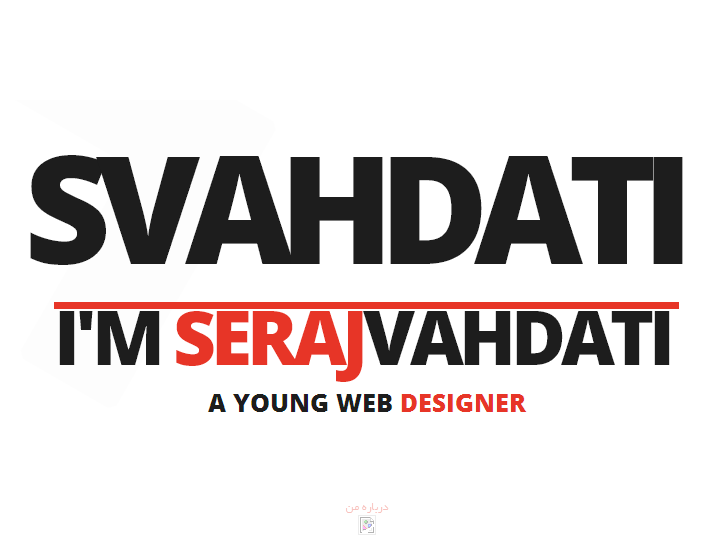 SVAHDATI
I'M SERAJVAHDATI
A YOUNG WEB DESIGNER
درباره من